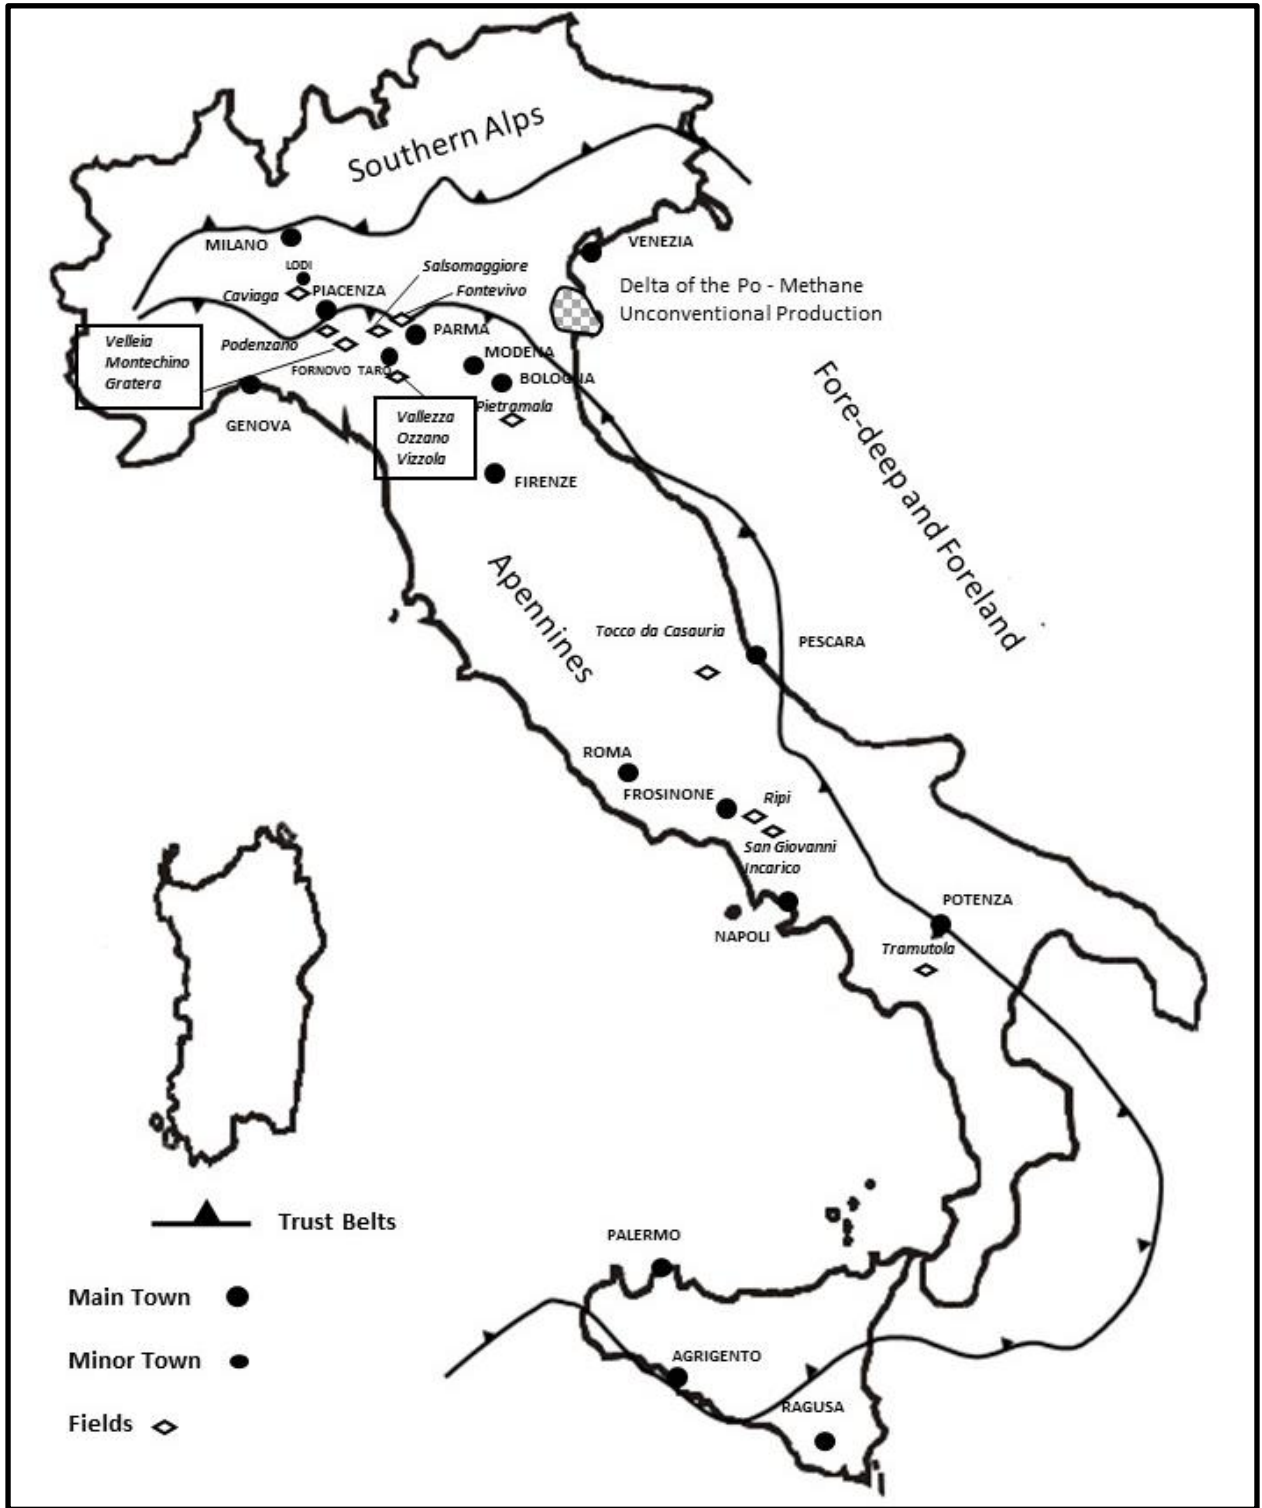 Southern Alps
MILANO
VENEZIA
LODI
Salsomaggiore
Caviaga
PIACENZA
Fontevivo
Delta of the Po - Methane
Unconventional Production
Velleia
Montechino
Gratera
Podenzano
PARMA
MODENA
FORNOVO TARO
BOLOGNA
Pietramala
GENOVA
Vallezza
Ozzano
Vizzola
FIRENZE
Fore-deep and Foreland
Apennines
Tocco da Casauria
PESCARA
ROMA
FROSINONE
Ripi
San Giovanni
Incarico
POTENZA
NAPOLI
Tramutola
Trust Belts
PALERMO
Main Town
Minor Town
AGRIGENTO
RAGUSA
Fields